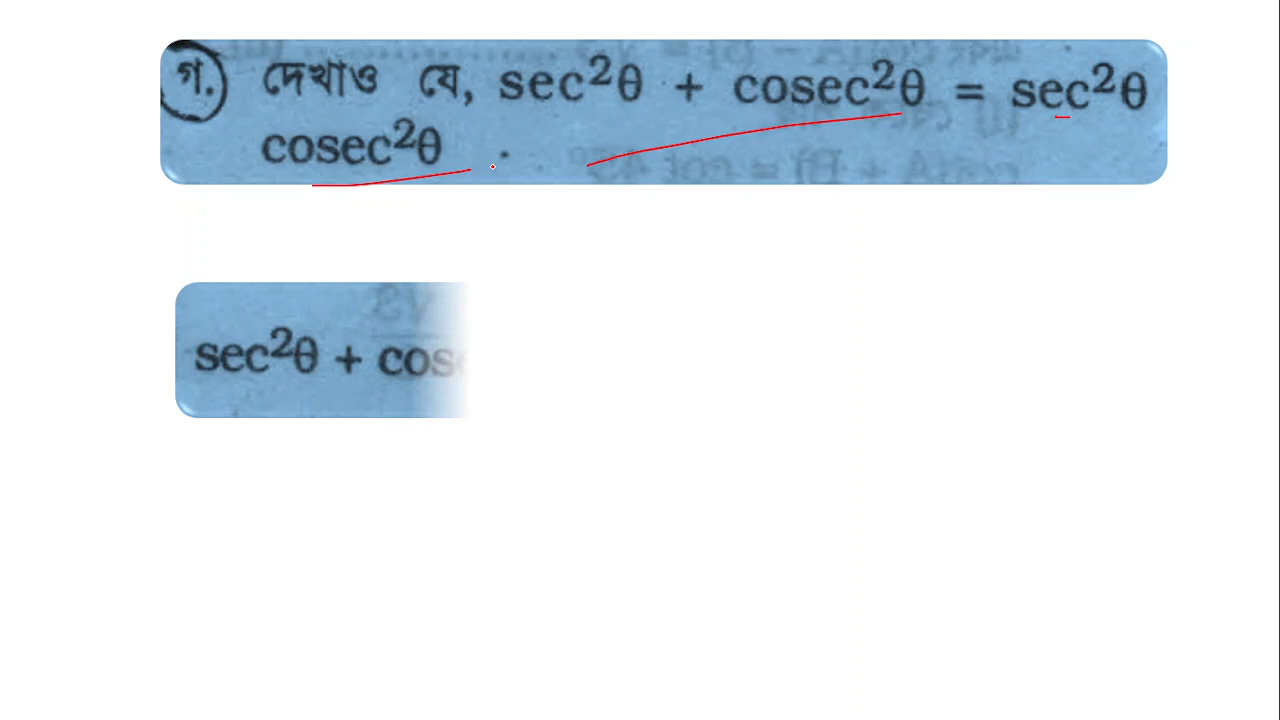 গ. দেখাও যে, sec²θ + cosec²θ = sec²θ
cosec²θ
sec²θ + cos